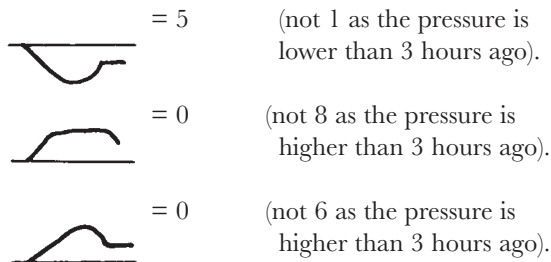 = 5 (not 1 as the pressure is
lower than 3 hours ago).
= 0 (not 8 as the pressure is
higher than 3 hours ago).
= 0 (not 6 as the pressure is
higher than 3 hours ago).